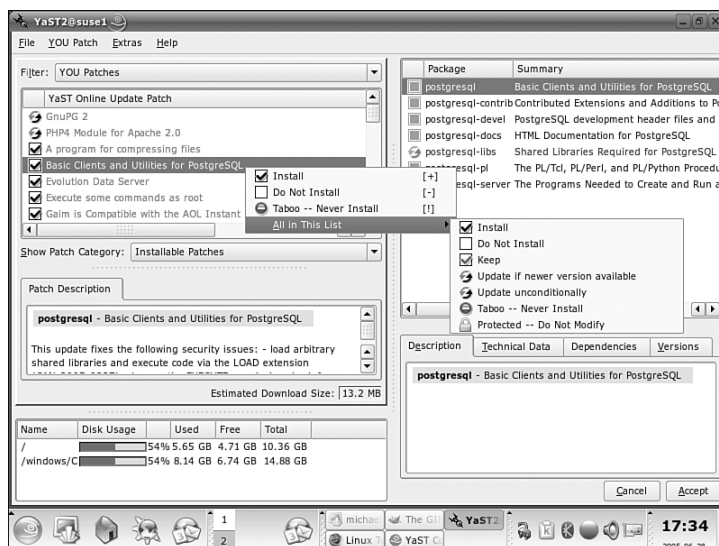 YaST2@suse1
File YOU Patch Extras Help
Filter: YOU Patches
YaST Online Update Patch
GnuPG 2
PHP4 Module for Apache 2.0
A program for compressing files
Basic Clients and Utilities for PostgreSQL
Evolution Data Server
Execute some commands as root
Gaim is Compatible with the AOL Instant
Install [+]
Do Not Install [-]
Taboo -- Never Install [!]
All in This List
Install
Do Not Install
Keep
Update if newer version available
Update unconditionally
Taboo -- Never Install
Protected -- Do Not Modify
Show Patch Category: Installable Patches
Patch Description
postgresql - Basic Clients and Utilities for PostgreSQL
This update fixes the following security issues: - load arbitrary
shared libraries and execute code via the LOAD extension
Estimated Download Size: 13.2 MB
Name Disk Usage Used Free Total
/ 54% 5.65 GB 4.71 GB 10.36 GB
/windows/C 54% 8.14 GB 6.74 GB 14.88 GB
Package Summary
postgresql Basic Clients and Utilities for PostgreSQL
postgresql-contrib Contributed Extensions and Additions to
postgresql-devel PostgreSQL development header files and
postgresql-docs HTML Documentation for PostgreSQL
postgresql-libs Shared Libraries Required for PostgreSQL
postgresql-pl The PL/Tcl, PL/Perl, and PL/Python
esql-server The Programs Needed to Create and Run
Description Technical Data Dependencies Versions
postgresql - Basic Clients and Utilities for PostgreSQL
Cancel Accept
1
2
michae
The GI
YaST2
Linux T
YaST
17:34